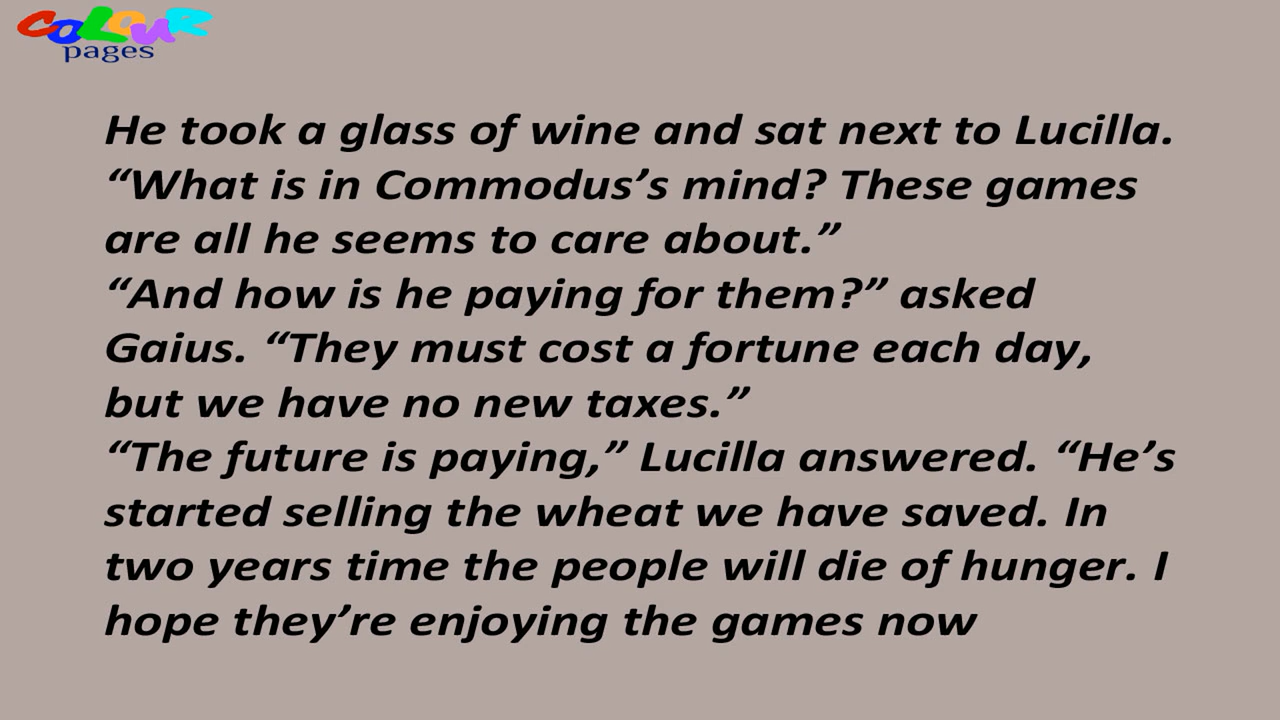 COLOUR
pages
He took a glass of wine and sat next to Lucilla.
“What is in Commodus’s mind? These games
are all he seems to care about.”
“And how is he paying for them?” asked
Gaius. “They must cost a fortune each day,
but we have no new taxes.”
“The future is paying,” Lucilla answered. “He’s
started selling the wheat we have saved. In
two years time the people will die of hunger. I
hope they’re enjoying the games now